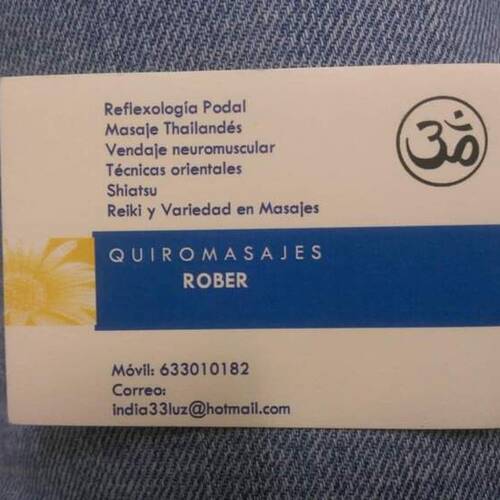 Reflexología Podal
Masaje Thailandés
Vendaje neuromuscular
Técnicas orientales
Shiatsu
Reiki y Variedad en Masajes
ॐ
QUIROMASAJES
ROBER
Móvil: 633010182
Correo:
india33luz@hotmail.com